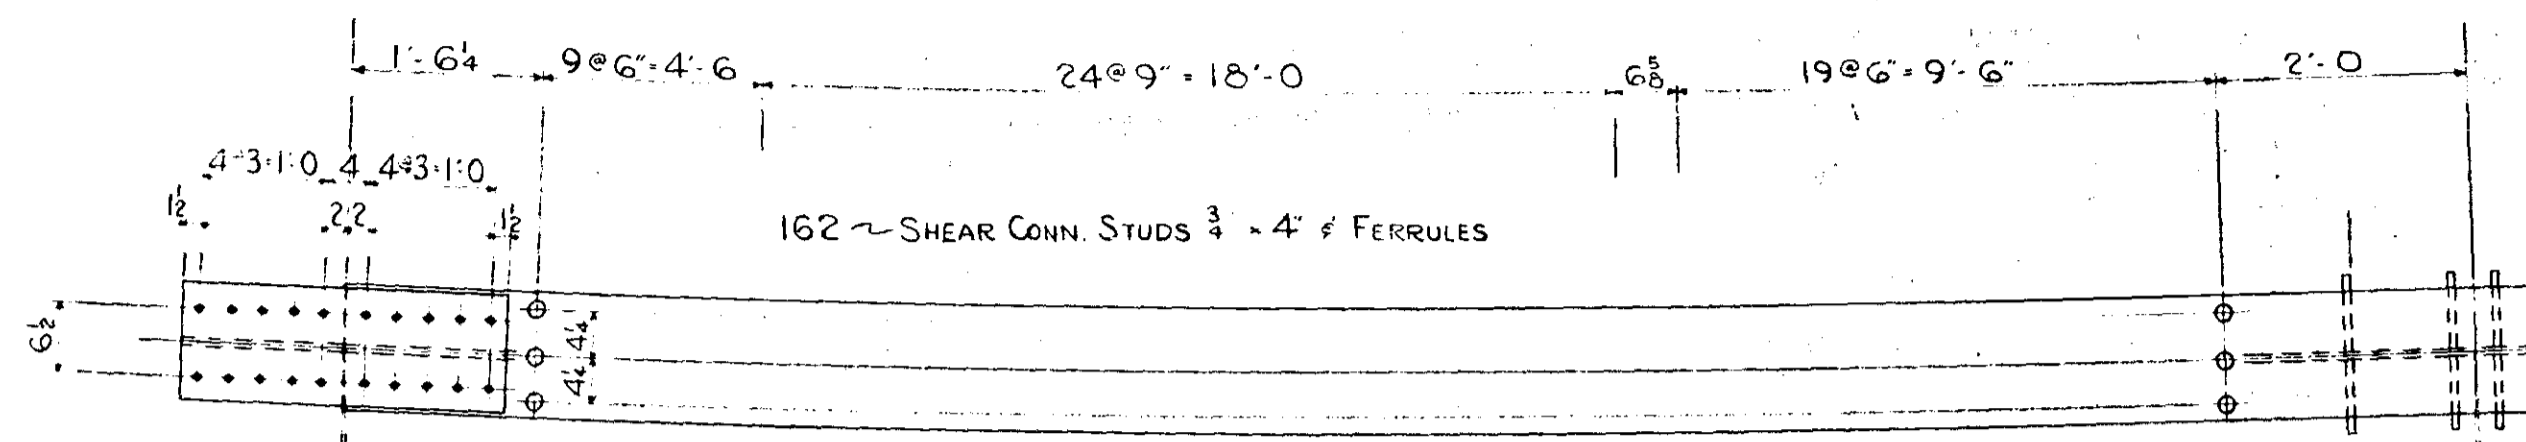 1'-6¼ 9@6"=4'-6 24@9"=18'-0 6⅝ 19@6"=9'-6" 2'-0
4@3=1'-0 4 4@3=1'-0
1½ 2 2 1½
162 ~ SHEAR CONN. STUDS ¾ × 4" & FERRULES
6½ 4¼ 4¼